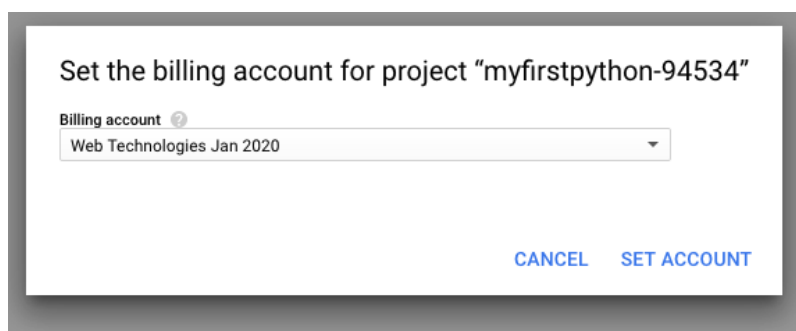 Set the billing account for project “myfirstpython-94534”
Billing account ?
Web Technologies Jan 2020
CANCEL SET ACCOUNT